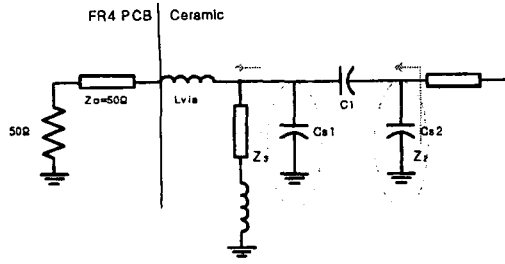 FR4 PCB Ceramic
Zo=50Ω Lvia C1
50Ω Cs1 Cs2
Z3 Z2